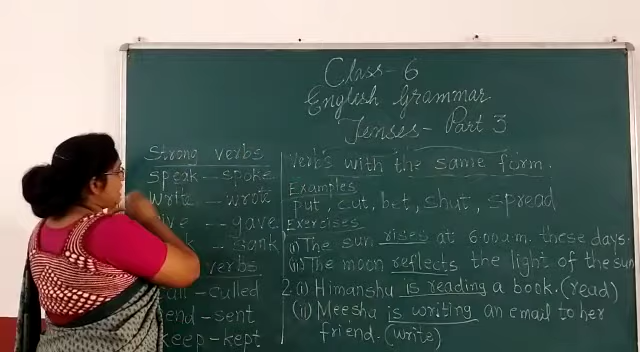 Class-6
English Grammar
Tenses- Part 3
Strong verbs
speak - spoke
write - wrote
ive - gave
k - sank
verbs
call - called
end - sent
keep - kept
Verbs with the same form.
Examples
put, cut, bet, shut, spread
Exercises
(i) The sun rises at 6.00 a.m. these days.
(ii) The moon reflects the light of the sun
2. (i) Himanshu is reading a book. (read)
(ii) Meesha is writing an email to her
friend. (write)